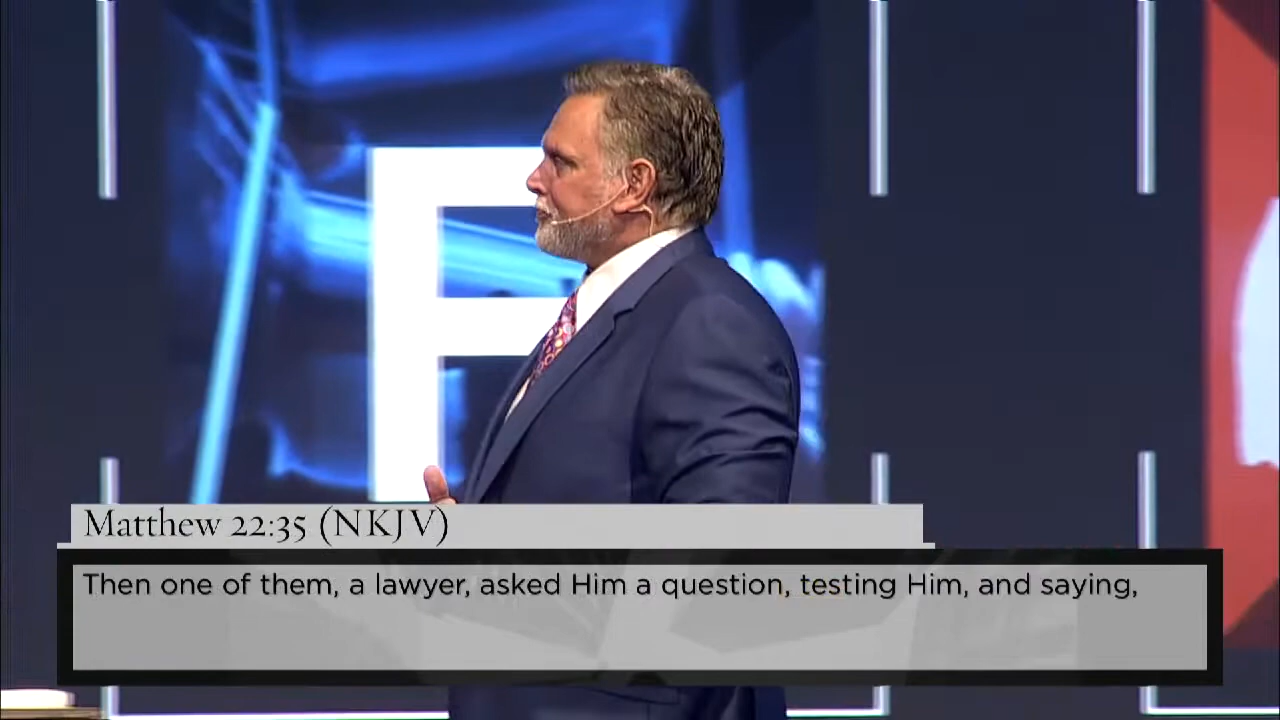 F
Matthew 22:35 (NKJV)
Then one of them, a lawyer, asked Him a question, testing Him, and saying,